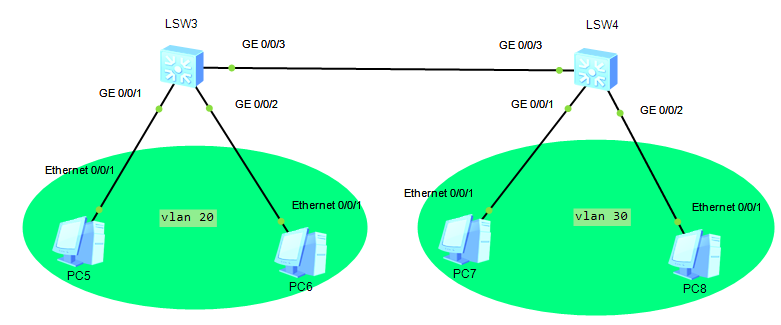 LSW3
LSW4
GE 0/0/3
GE 0/0/3
GE 0/0/1
GE 0/0/2
GE 0/0/1
GE 0/0/2
Ethernet 0/0/1
Ethernet 0/0/1
Ethernet 0/0/1
Ethernet 0/0/1
vlan 20
vlan 30
PC5
PC6
PC7
PC8